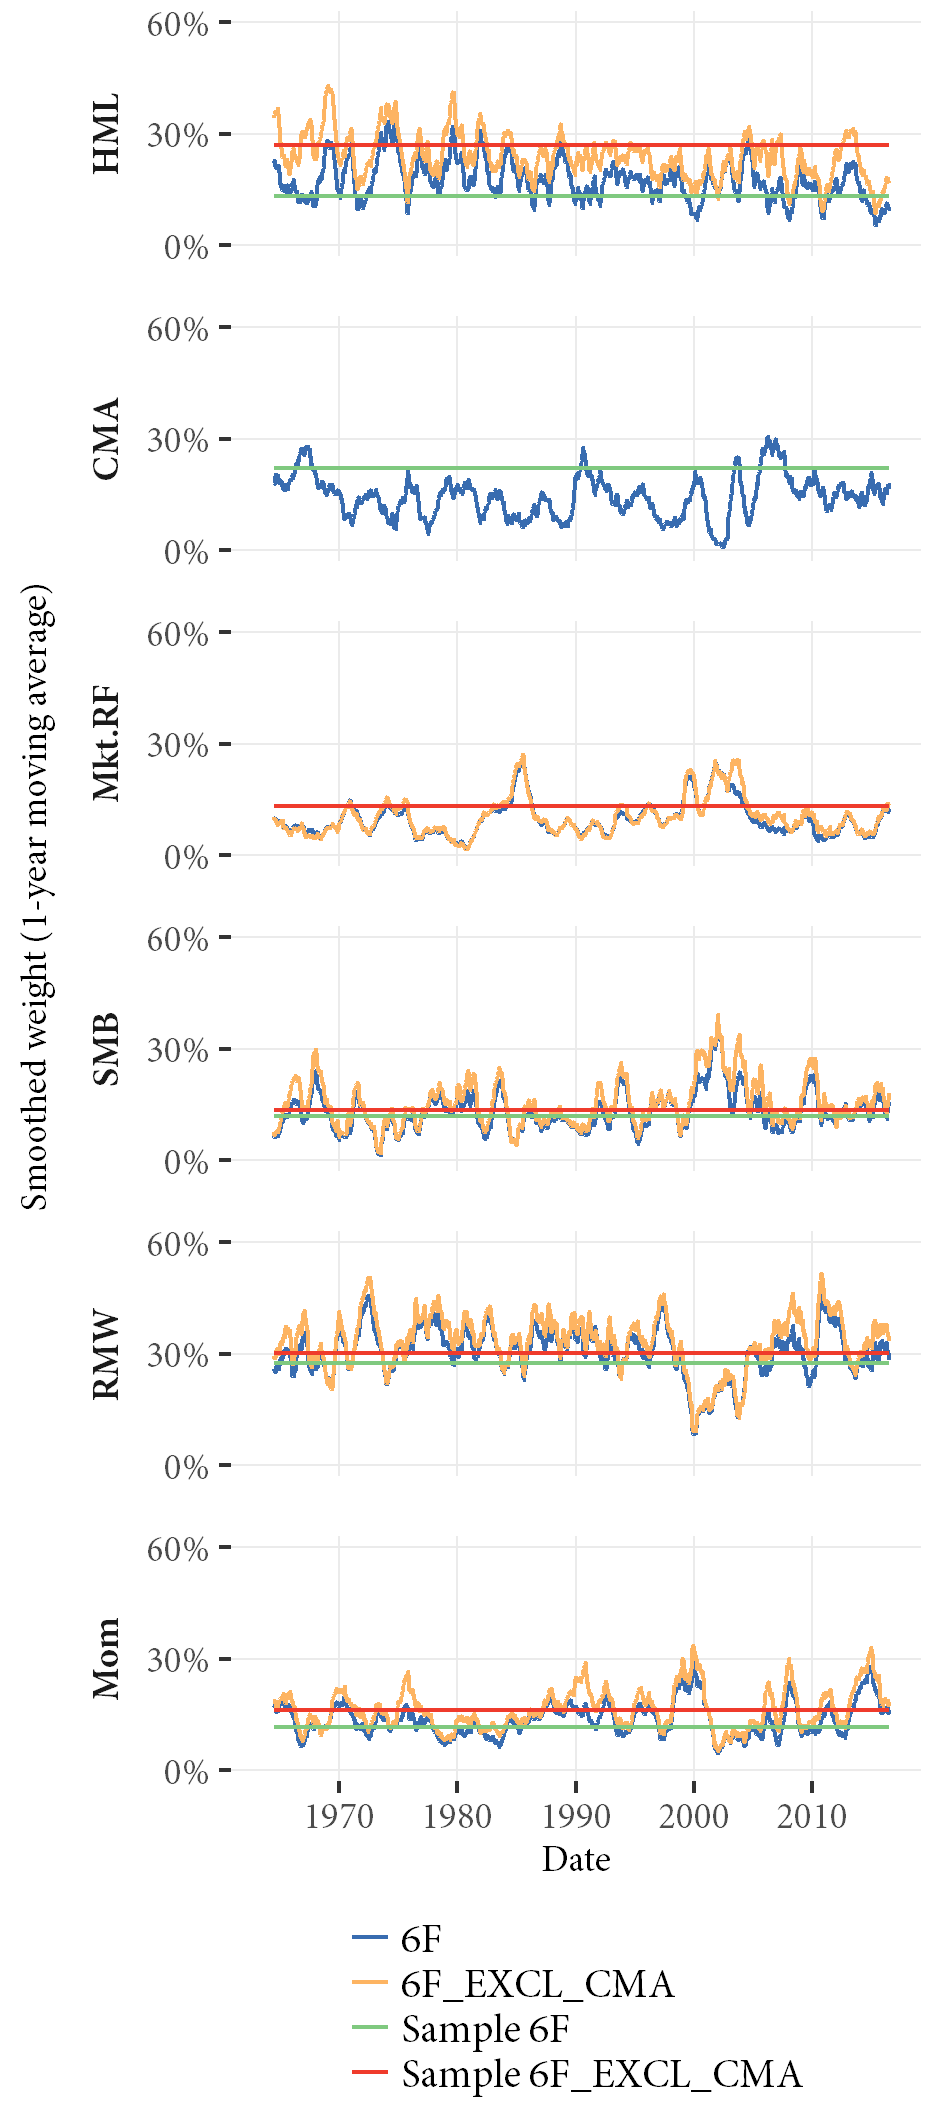 Smoothed weight (1-year moving average)
HML
60%
30%
0%
CMA
60%
30%
0%
Mkt.RF
60%
30%
0%
SMB
60%
30%
0%
RMW
60%
30%
0%
Mom
60%
30%
0%
1970 1980 1990 2000 2010
Date
6F
6F_EXCL_CMA
Sample 6F
Sample 6F_EXCL_CMA